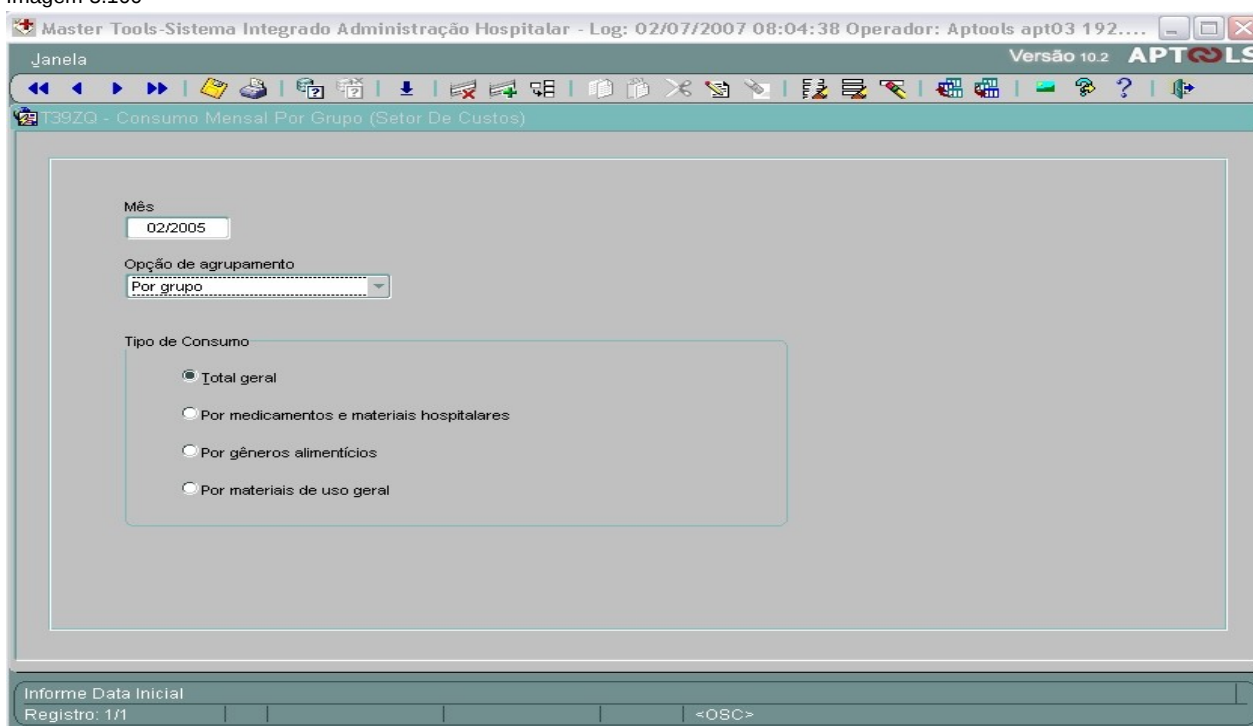 Master Tools-Sistema Integrado Administração Hospitalar - Log: 02/07/2007 08:04:38 Operador: Aptools apt03 192....
Janela
Versão 10.2 APTOOLS
T39ZQ - Consumo Mensal Por Grupo (Setor De Custos)
Mês
02/2005
Opção de agrupamento
Por grupo
Tipo de Consumo
Total geral
Por medicamentos e materiais hospitalares
Por gêneros alimentícios
Por materiais de uso geral
Informe Data Inicial
Registro: 1/1 <OSC>